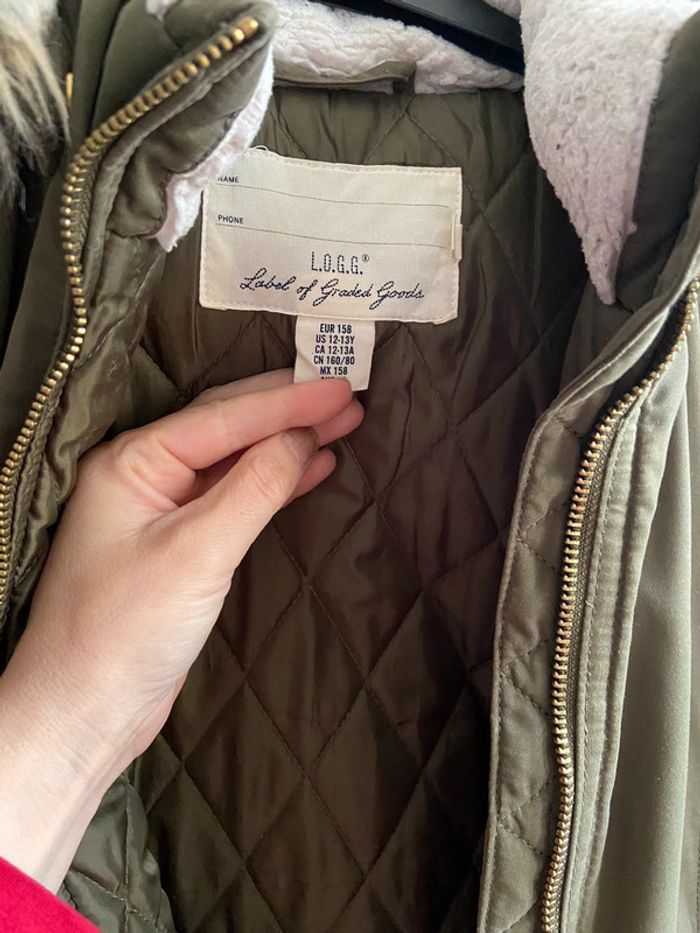 NAME
PHONE
L.O.G.G.®
Label of Graded Goods
EUR 158
US 12-13Y
CA 12-13A
CN 160/80
MX 158